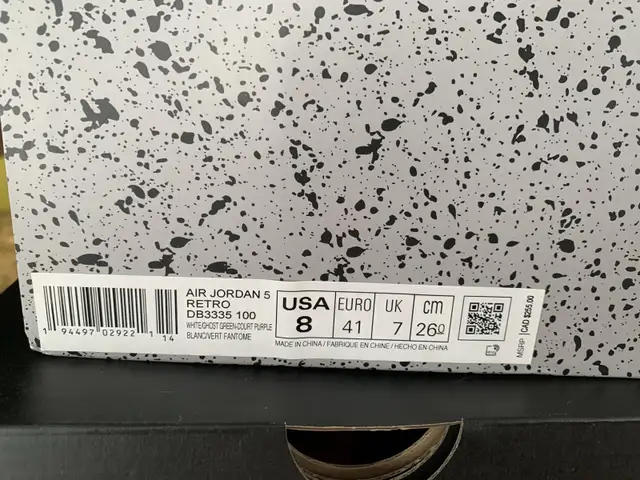 AIR JORDAN 5
RETRO
DB3335 100
WHITE/GHOST GREEN-COURT PURPLE
BLANC/VERT FANTOME
1 94497 02922 1
14
USA
8
EURO
41
UK
7
cm
26.0
MADE IN CHINA / FABRIQUE EN CHINE / HECHO EN CHINA
MSRP CAD $255.00